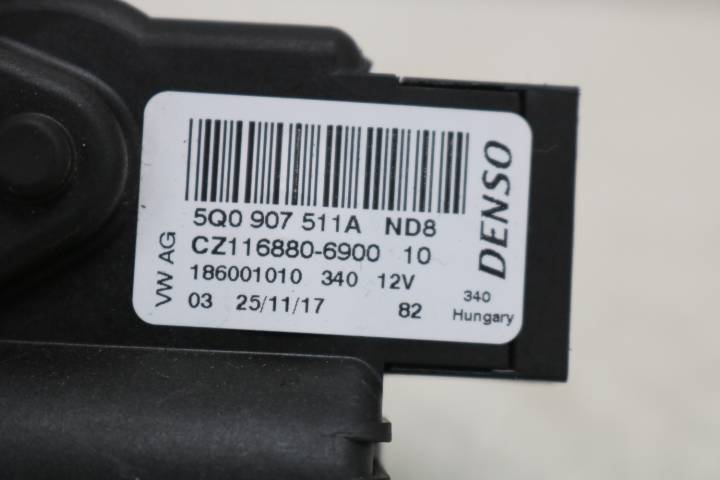 5Q0 907 511A ND8
CZ116880-6900 10
186001010 340 12V
03 25/11/17 82
VW AG
DENSO
340
Hungary